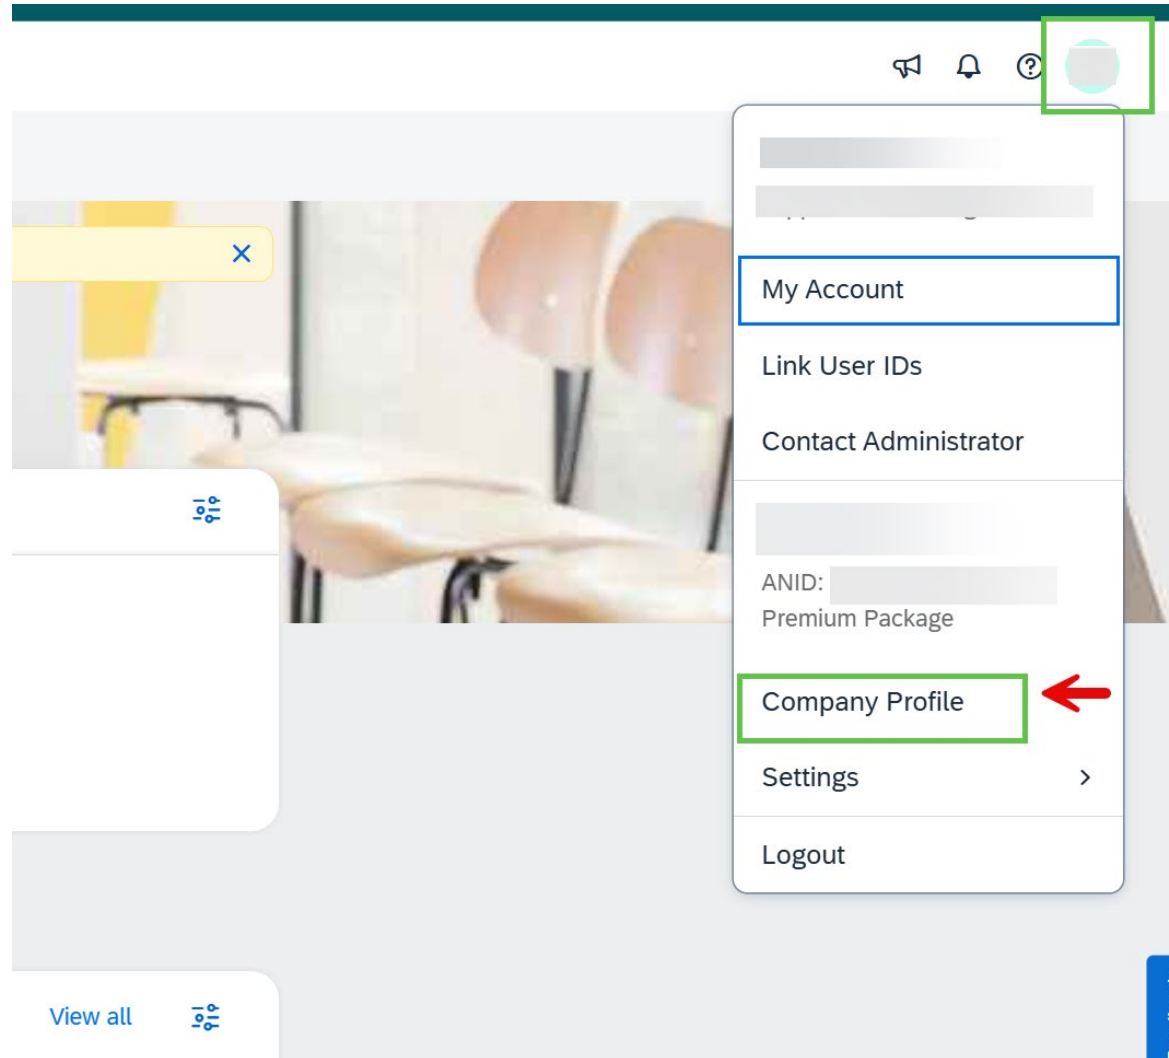 My Account
Link User IDs
Contact Administrator
ANID:
Premium Package
Company Profile
Settings
Logout
View all